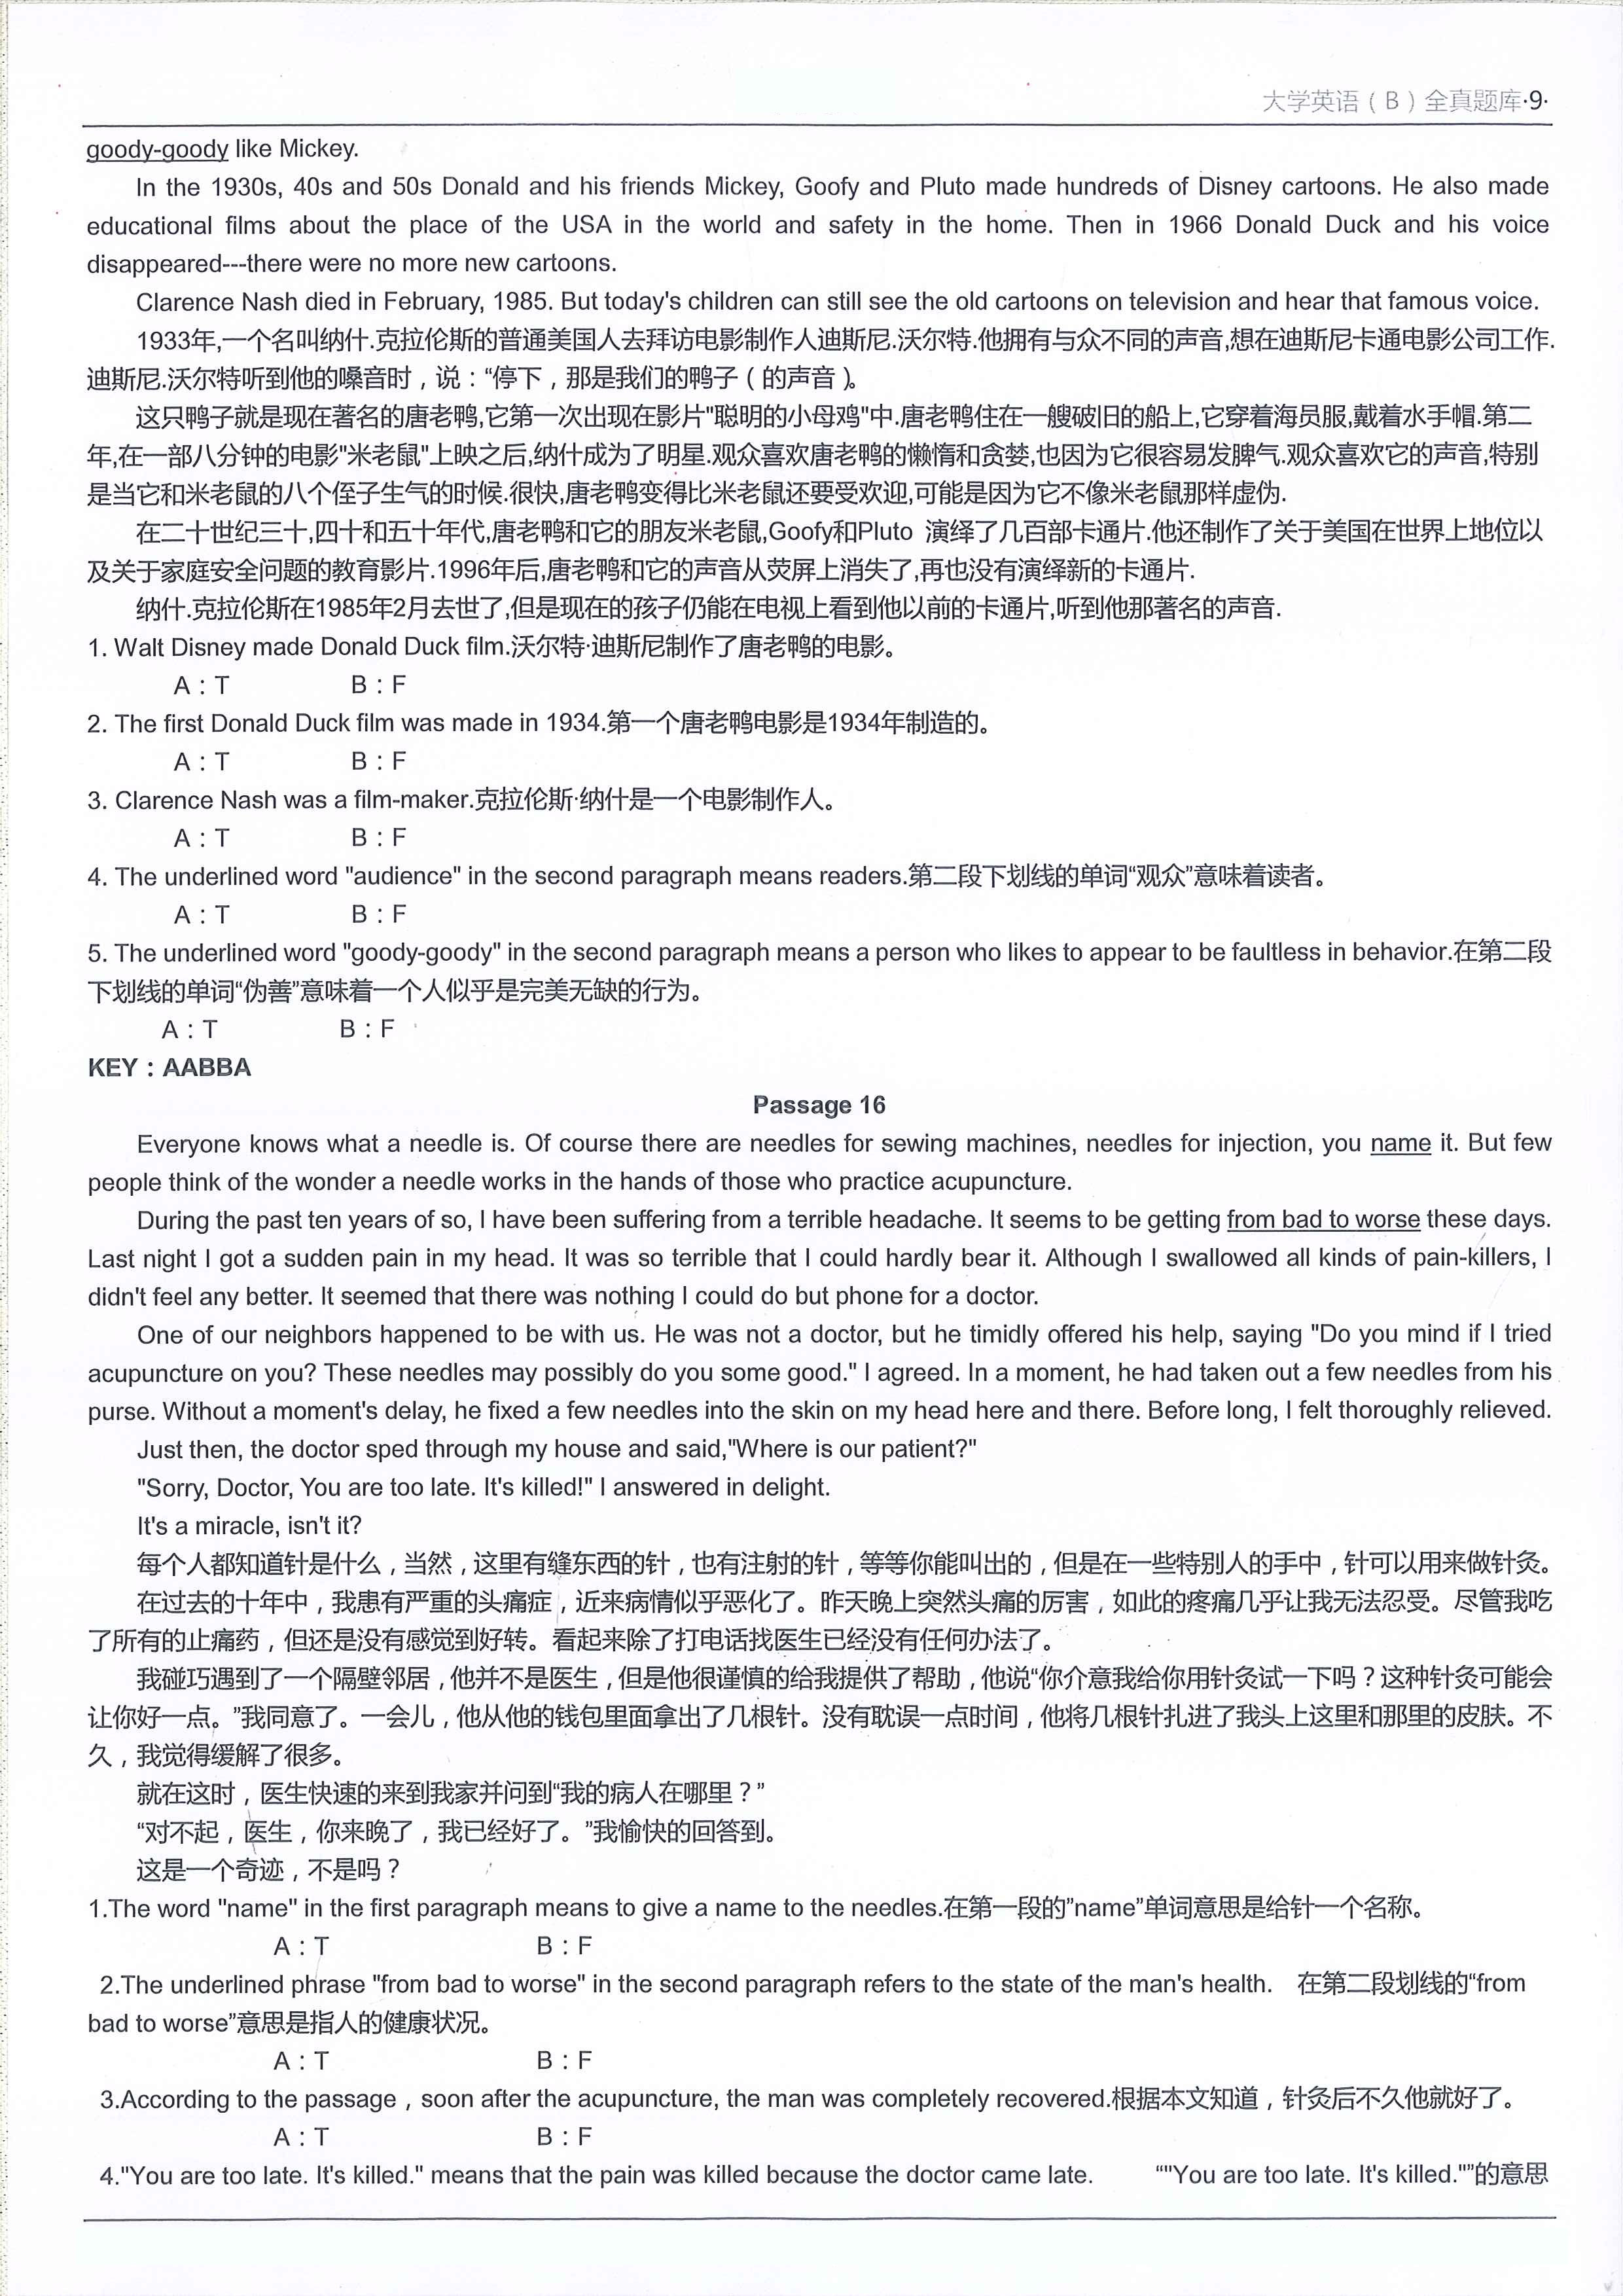 大学英语（B）全真题库·9·
goody-goody like Mickey.
In the 1930s, 40s and 50s Donald and his friends Mickey, Goofy and Pluto made hundreds of Disney cartoons. He also made
educational films about the place of the USA in the world and safety in the home. Then in 1966 Donald Duck and his voice
disappeared---there were no more new cartoons.
Clarence Nash died in February, 1985. But today's children can still see the old cartoons on television and hear that famous voice.
1933年,一个名叫纳什.克拉伦斯的普通美国人去拜访电影制作人迪斯尼.沃尔特.他拥有与众不同的声音,想在迪斯尼卡通电影公司工作.
迪斯尼.沃尔特听到他的嗓音时，说：“停下，那是我们的鸭子（的声音）。
这只鸭子就是现在著名的唐老鸭,它第一次出现在影片"聪明的小母鸡"中.唐老鸭住在一艘破旧的船上,它穿着海员服,戴着水手帽.第二
年,在一部八分钟的电影"米老鼠"上映之后,纳什成为了明星.观众喜欢唐老鸭的懒惰和贪婪,也因为它很容易发脾气.观众喜欢它的声音,特别
是当它和米老鼠的八个侄子生气的时候.很快,唐老鸭变得比米老鼠还要受欢迎,可能是因为它不像米老鼠那样虚伪.
在二十世纪三十,四十和五十年代,唐老鸭和它的朋友米老鼠,Goofy和Pluto 演绎了几百部卡通片.他还制作了关于美国在世界上地位以
及关于家庭安全问题的教育影片.1996年后,唐老鸭和它的声音从荧屏上消失了,再也没有演绎新的卡通片.
纳什.克拉伦斯在1985年2月去世了,但是现在的孩子仍能在电视上看到他以前的卡通片,听到他那著名的声音.
1. Walt Disney made Donald Duck film.沃尔特·迪斯尼制作了唐老鸭的电影。
A : T B : F
2. The first Donald Duck film was made in 1934.第一个唐老鸭电影是1934年制造的。
A : T B : F
3. Clarence Nash was a film-maker.克拉伦斯·纳什是一个电影制作人。
A : T B : F
4. The underlined word "audience" in the second paragraph means readers.第二段下划线的单词“观众”意味着读者。
A : T B : F
5. The underlined word "goody-goody" in the second paragraph means a person who likes to appear to be faultless in behavior.在第二段
下划线的单词“伪善”意味着一个人似乎是完美无缺的行为。
A : T B : F
KEY : AABBA
Passage 16
Everyone knows what a needle is. Of course there are needles for sewing machines, needles for injection, you name it. But few
people think of the wonder a needle works in the hands of those who practice acupuncture.
During the past ten years of so, I have been suffering from a terrible headache. It seems to be getting from bad to worse these days.
Last night I got a sudden pain in my head. It was so terrible that I could hardly bear it. Although I swallowed all kinds of pain-killers, I
didn't feel any better. It seemed that there was nothing I could do but phone for a doctor.
One of our neighbors happened to be with us. He was not a doctor, but he timidly offered his help, saying "Do you mind if I tried
acupuncture on you? These needles may possibly do you some good." I agreed. In a moment, he had taken out a few needles from his
purse. Without a moment's delay, he fixed a few needles into the skin on my head here and there. Before long, I felt thoroughly relieved.
Just then, the doctor sped through my house and said,"Where is our patient?"
"Sorry, Doctor, You are too late. It's killed!" I answered in delight.
It's a miracle, isn't it?
每个人都知道针是什么，当然，这里有缝东西的针，也有注射的针，等等你能叫出的，但是在一些特别人的手中，针可以用来做针灸。
在过去的十年中，我患有严重的头痛症，近来病情似乎恶化了。昨天晚上突然头痛的厉害，如此的疼痛几乎让我无法忍受。尽管我吃
了所有的止痛药，但还是没有感觉到好转。看起来除了打电话找医生已经没有任何办法了。
我碰巧遇到了一个隔壁邻居，他并不是医生，但是他很谨慎的给我提供了帮助，他说“你介意我给你用针灸试一下吗？这种针灸可能会
让你好一点。”我同意了。一会儿，他从他的钱包里面拿出了几根针。没有耽误一点时间，他将几根针扎进了我头上这里和那里的皮肤。不
久，我觉得缓解了很多。
就在这时，医生快速的来到我家并问到“我的病人在哪里？”
“对不起，医生，你来晚了，我已经好了。”我愉快的回答到。
这是一个奇迹，不是吗？
1.The word "name" in the first paragraph means to give a name to the needles.在第一段的”name”单词意思是给针一个名称。
A : T B : F
2.The underlined phrase "from bad to worse" in the second paragraph refers to the state of the man's health. 在第二段划线的“from
bad to worse”意思是指人的健康状况。
A : T B : F
3.According to the passage，soon after the acupuncture, the man was completely recovered.根据本文知道，针灸后不久他就好了。
A : T B : F
4."You are too late. It's killed." means that the pain was killed because the doctor came late. “"You are too late. It's killed."”的意思